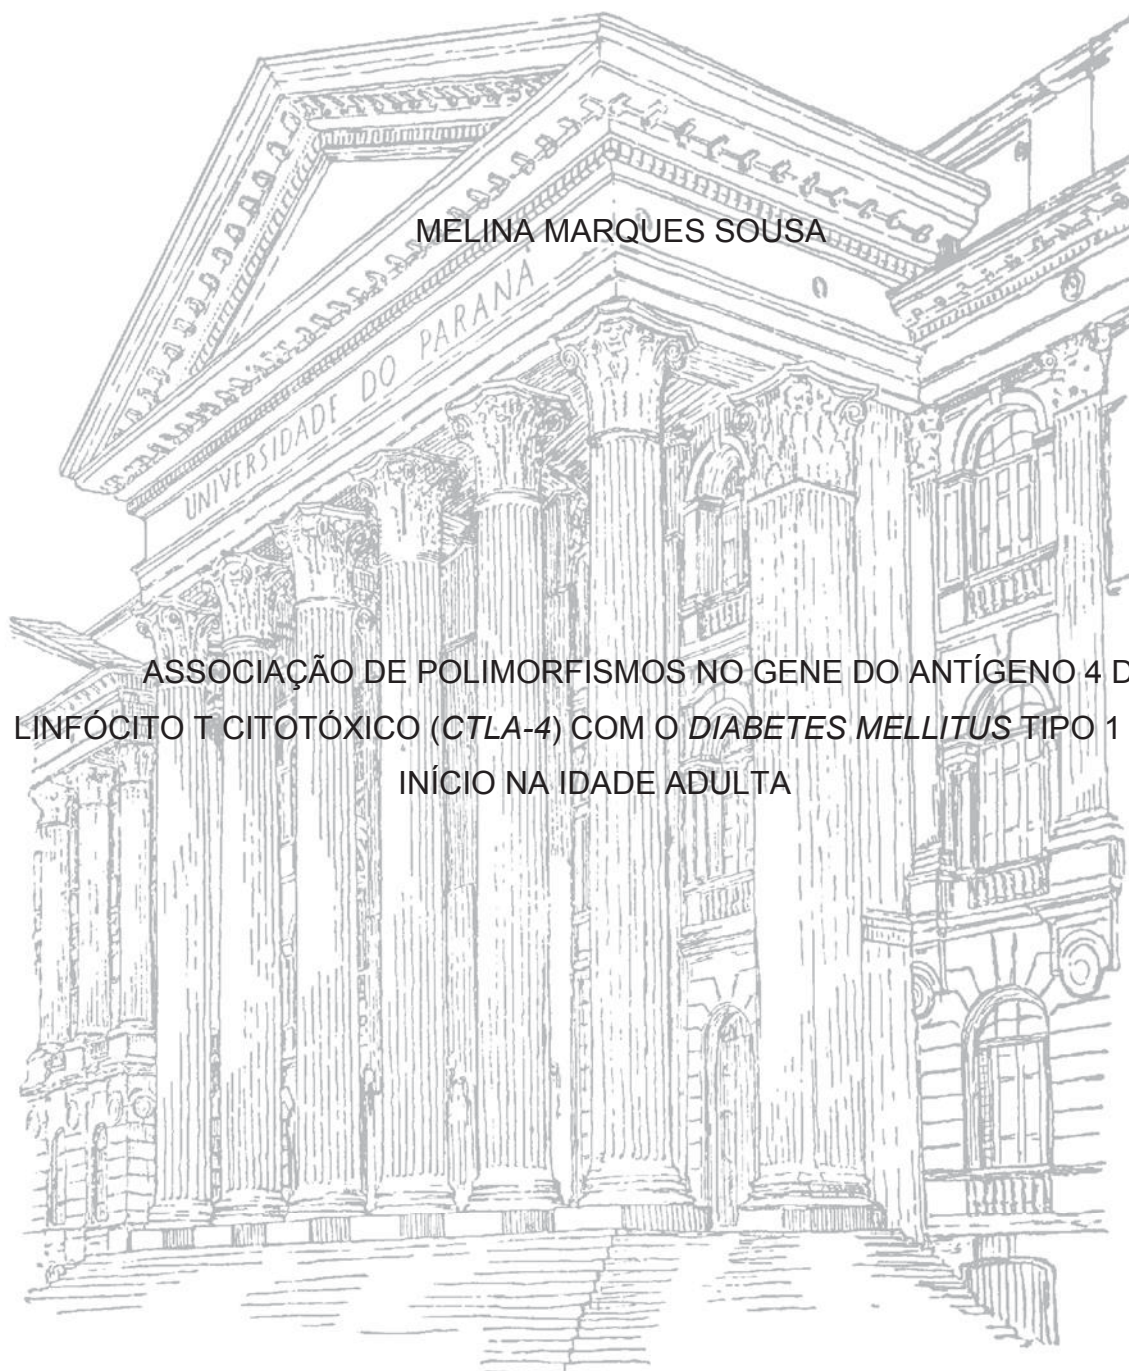 MELINA MARQUES SOUSA
UNIVERSIDADE DO PARANÁ
ASSOCIAÇÃO DE POLIMORFISMOS NO GENE DO ANTÍGENO 4 D
LINFÓCITO T CITOTÓXICO (CTLA-4) COM O DIABETES MELLITUS TIPO 1
INÍCIO NA IDADE ADULTA